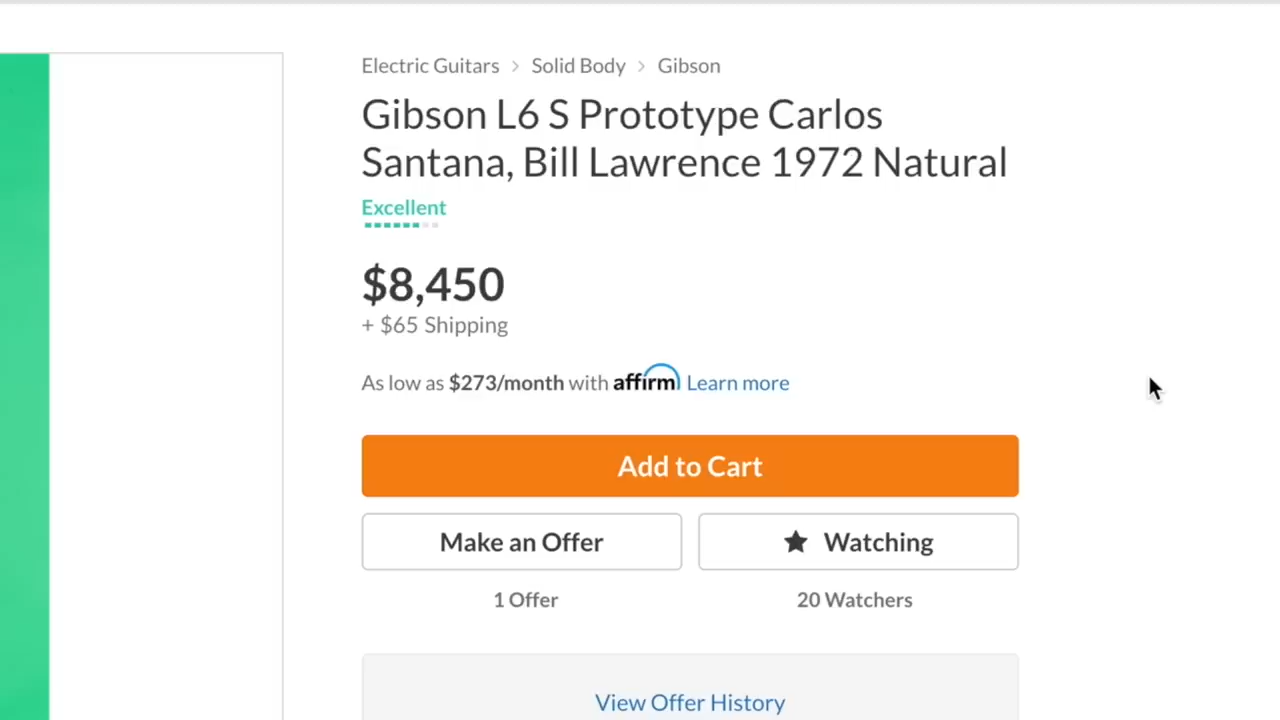 Electric Guitars > Solid Body > Gibson
Gibson L6 S Prototype Carlos
Santana, Bill Lawrence 1972 Natural
Excellent
$8,450
+ $65 Shipping
As low as $273/month with affirm Learn more
Add to Cart
Make an Offer
★ Watching
1 Offer
20 Watchers
View Offer History